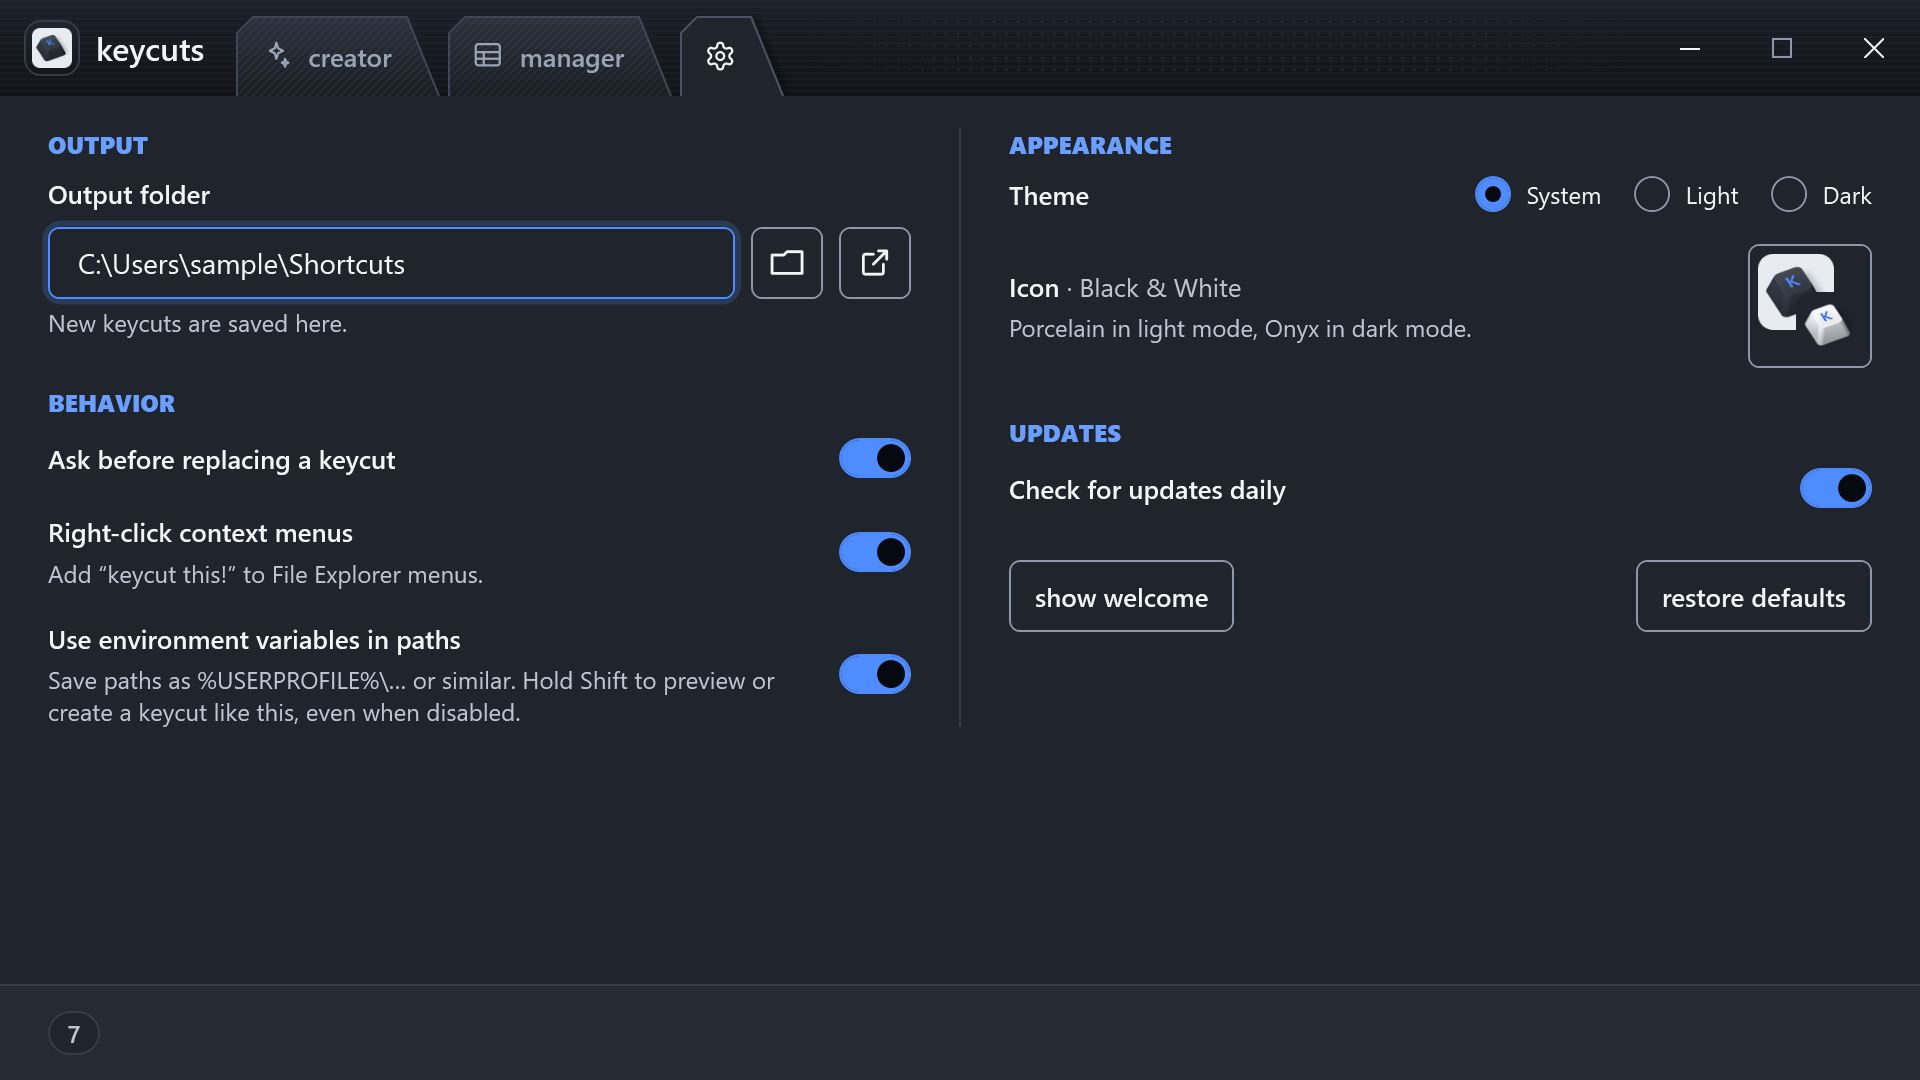 keycuts
creator
manager
OUTPUT
Output folder
C:\Users\sample\Shortcuts
New keycuts are saved here.
BEHAVIOR
Ask before replacing a keycut
Right-click context menus
Add “keycut this!” to File Explorer menus.
Use environment variables in paths
Save paths as %USERPROFILE%\... or similar. Hold Shift to preview or
create a keycut like this, even when disabled.
APPEARANCE
Theme
System
Light
Dark
Icon · Black & White
Porcelain in light mode, Onyx in dark mode.
K
K
UPDATES
Check for updates daily
show welcome
restore defaults
7